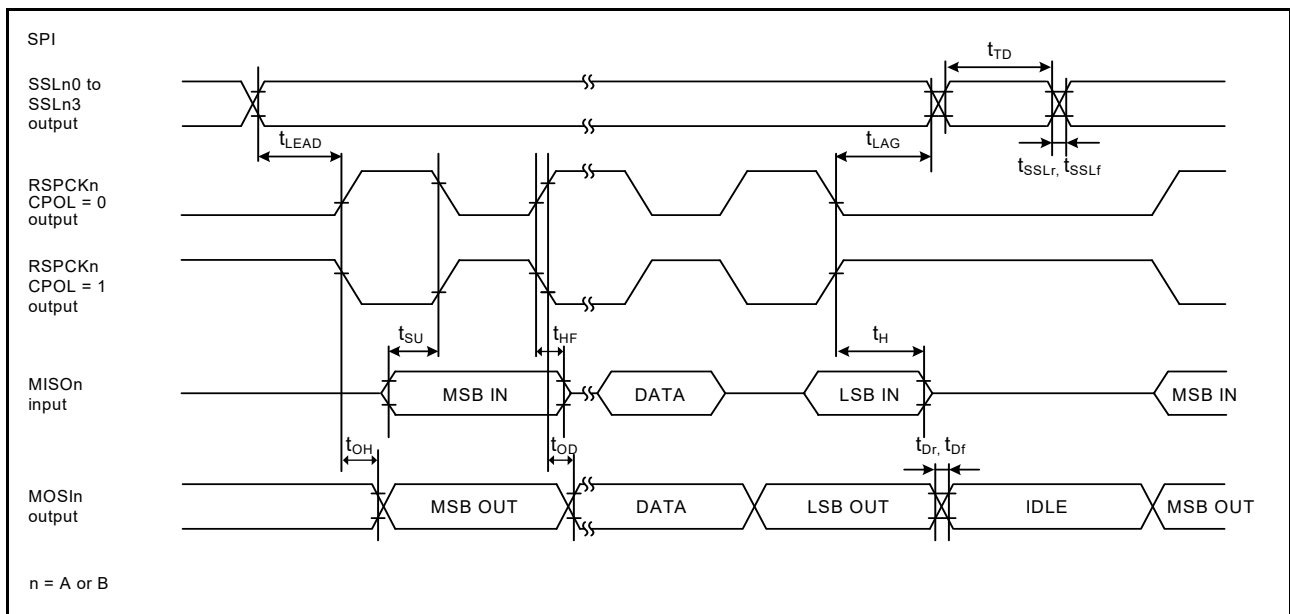 SPI
SSLn0 to
SSLn3
output
tTD
tLEAD
tLAG
tSSLr, tSSLf
RSPCKn
CPOL = 0
output
RSPCKn
CPOL = 1
output
tSU
tHF
tH
MISOn
input
MSB IN
DATA
LSB IN
MSB IN
tOH
tOD
tDr, tDf
MOSIn
output
MSB OUT
DATA
LSB OUT
IDLE
MSB OUT
n = A or B